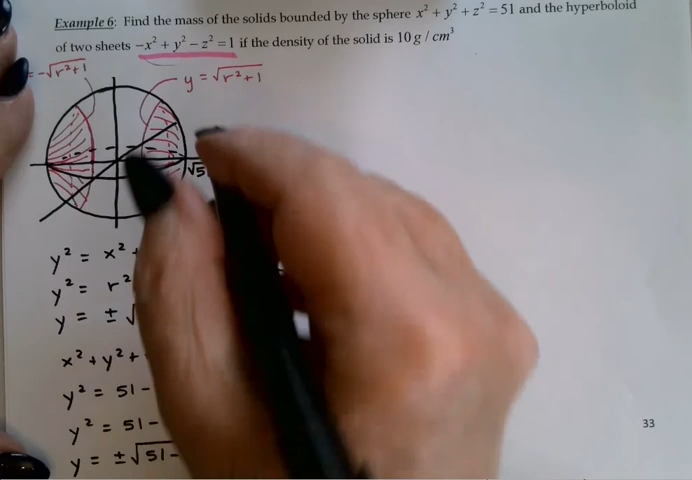 Example 6: Find the mass of the solids bounded by the sphere x² + y² + z² = 51 and the hyperboloid
of two sheets −x² + y² − z² = 1 if the density of the solid is 10 g / cm³
= −√r²+1
y = √r²+1
√5
y² = x²
y² = r²
y = ± √
x² + y² +
y² = 51 −
y² = 51 −
y = ±√51 −
33